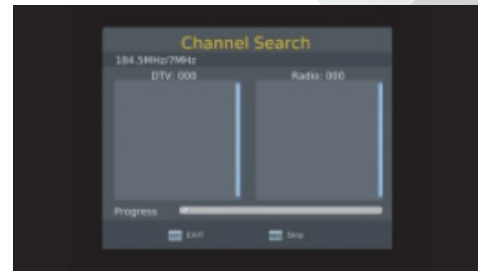 Channel Search
184.5MHz/7MHz
DTV: 000 Radio: 000
Progress
EXIT Skip